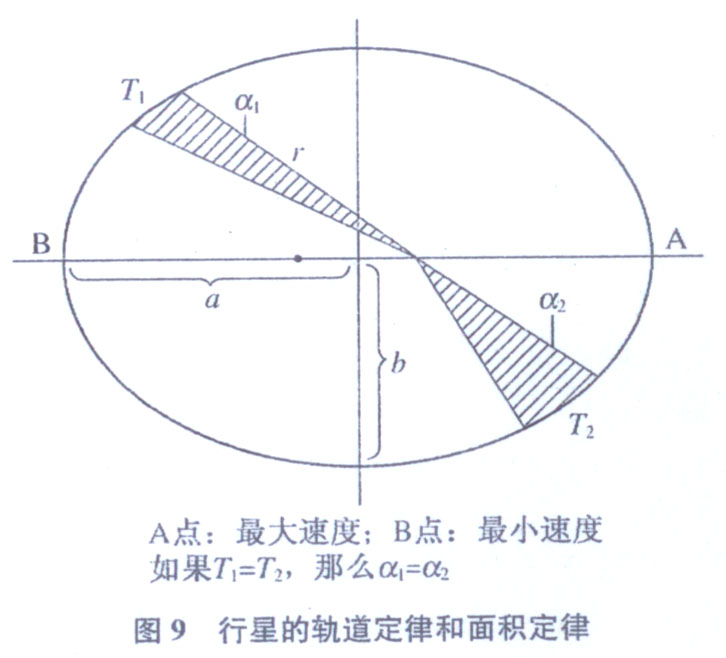 T₁
α₁
r
B
A
a
α₂
b
T₂
A点：最大速度；B点：最小速度
如果T₁=T₂，那么α₁=α₂
图9 行星的轨道定律和面积定律